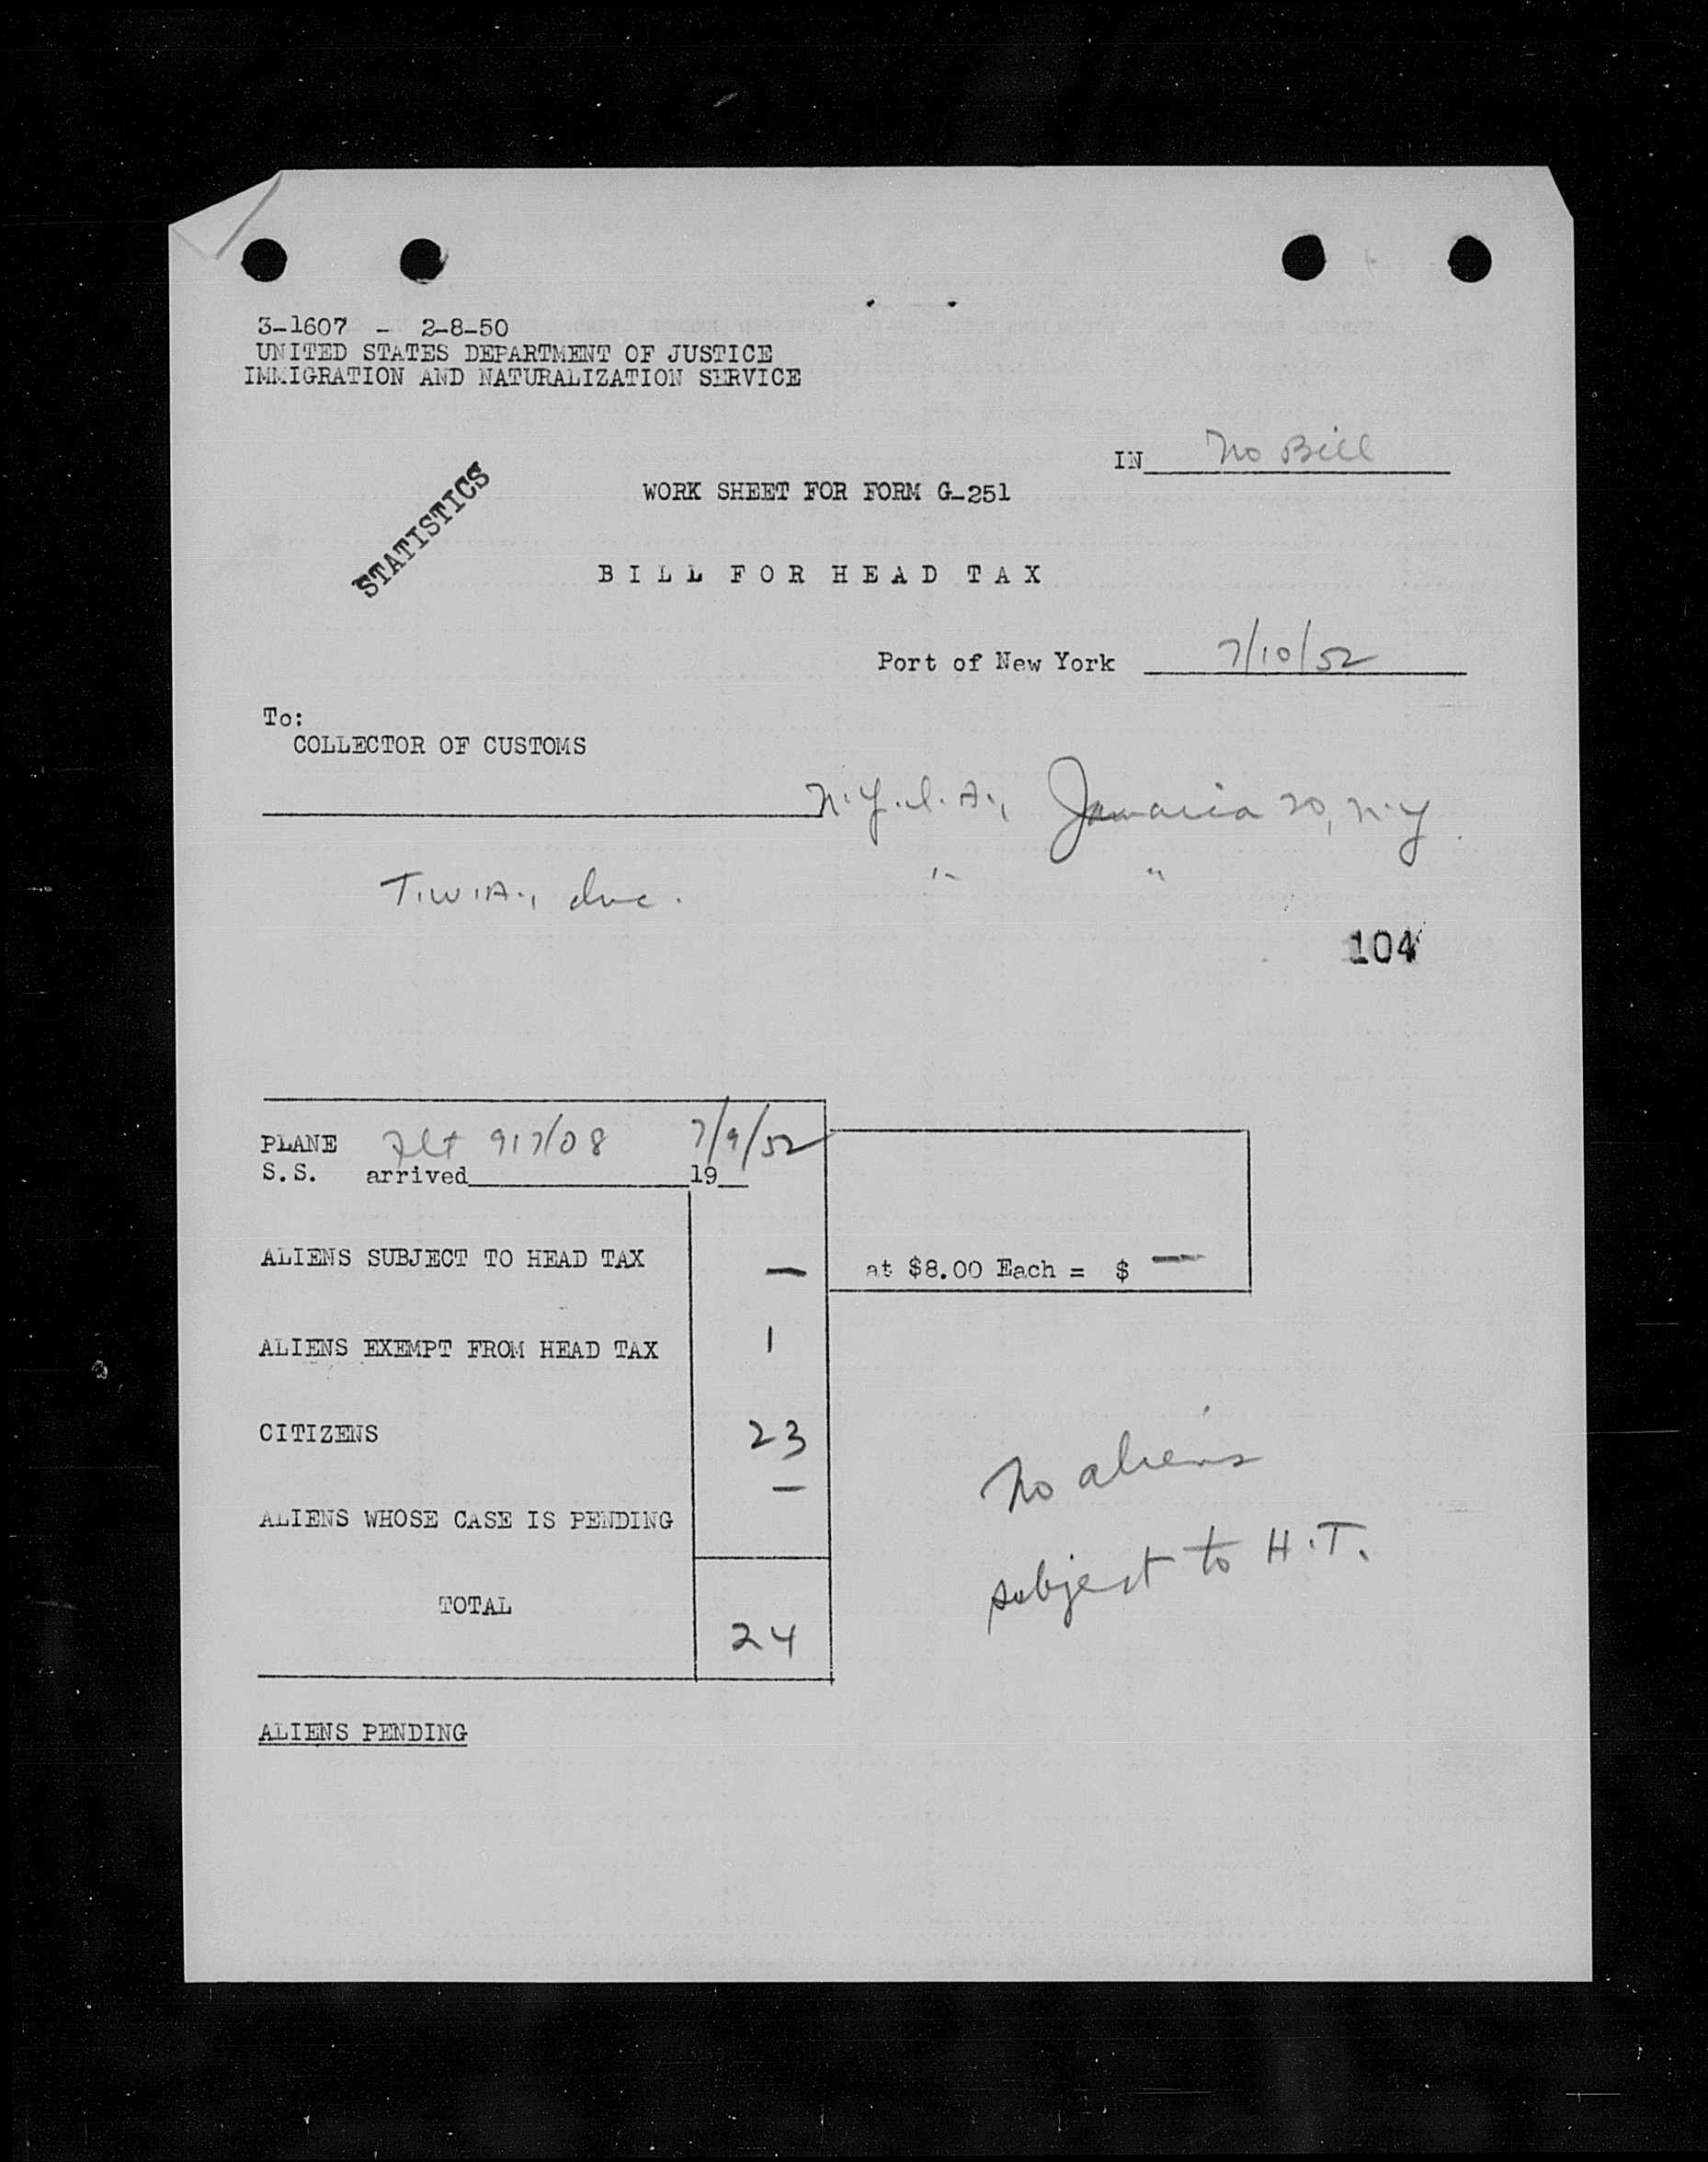 3-1607 - 2-8-50
UNITED STATES DEPARTMENT OF JUSTICE
IMMIGRATION AND NATURALIZATION SERVICE
IN No Bill
STATISTICS
WORK SHEET FOR FORM G-251
BILL FOR HEAD TAX
Port of New York 7/10/52
To:
COLLECTOR OF CUSTOMS
N.Y.I.A., Jamaica 20, N.Y.
T.W.A., Inc. " "
104
PLANE Flt 917/08 7/9/52
S.S. arrived 19
ALIENS SUBJECT TO HEAD TAX — at $8.00 Each = $ —
ALIENS EXEMPT FROM HEAD TAX 1
CITIZENS 23
ALIENS WHOSE CASE IS PENDING —
No aliens
subject to H.T.
TOTAL 24
ALIENS PENDING